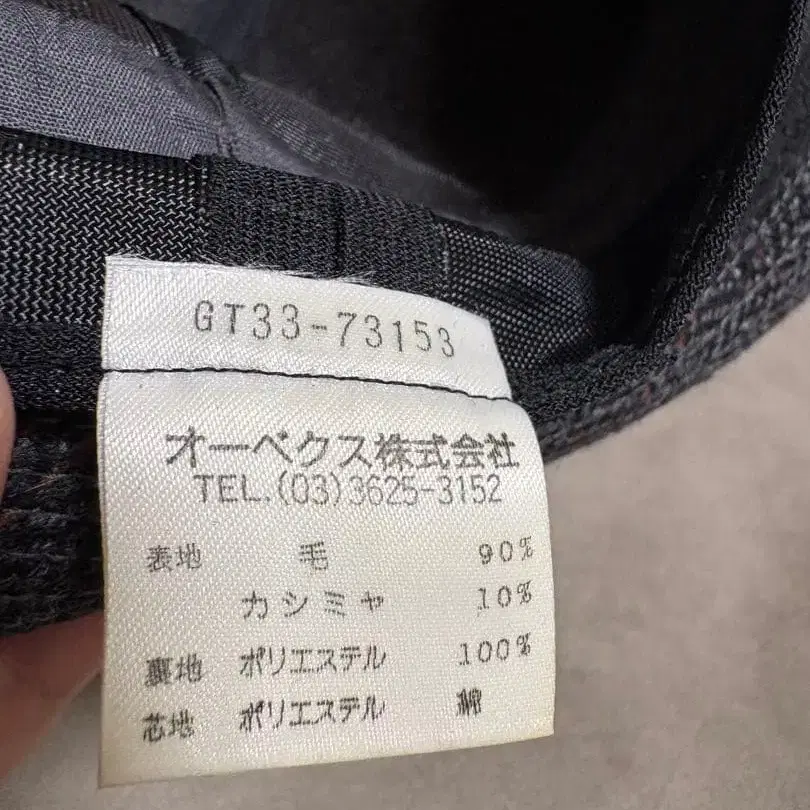 GT33-73153
オーベクス株式会社
TEL.(03)3625-3152
表地 毛 90%
カシミヤ 10%
裏地 ポリエステル 100%
芯地 ポリエステル 綿